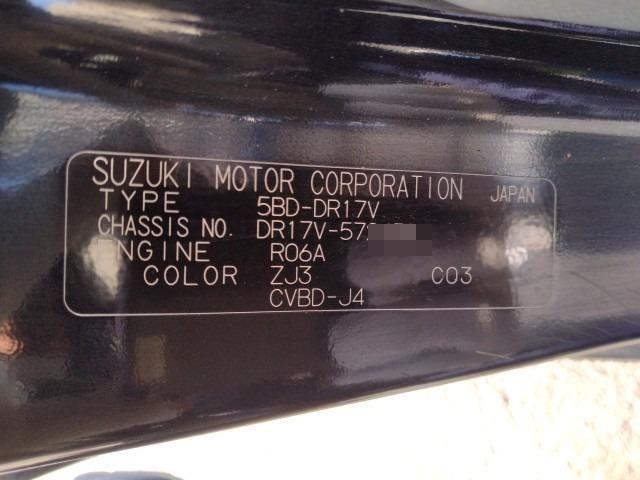 SUZUKI MOTOR CORPORATION JAPAN
TYPE 5BD-DR17V
CHASSIS NO. DR17V-57
ENGINE R06A
COLOR ZJ3 C03
CVBD-J4